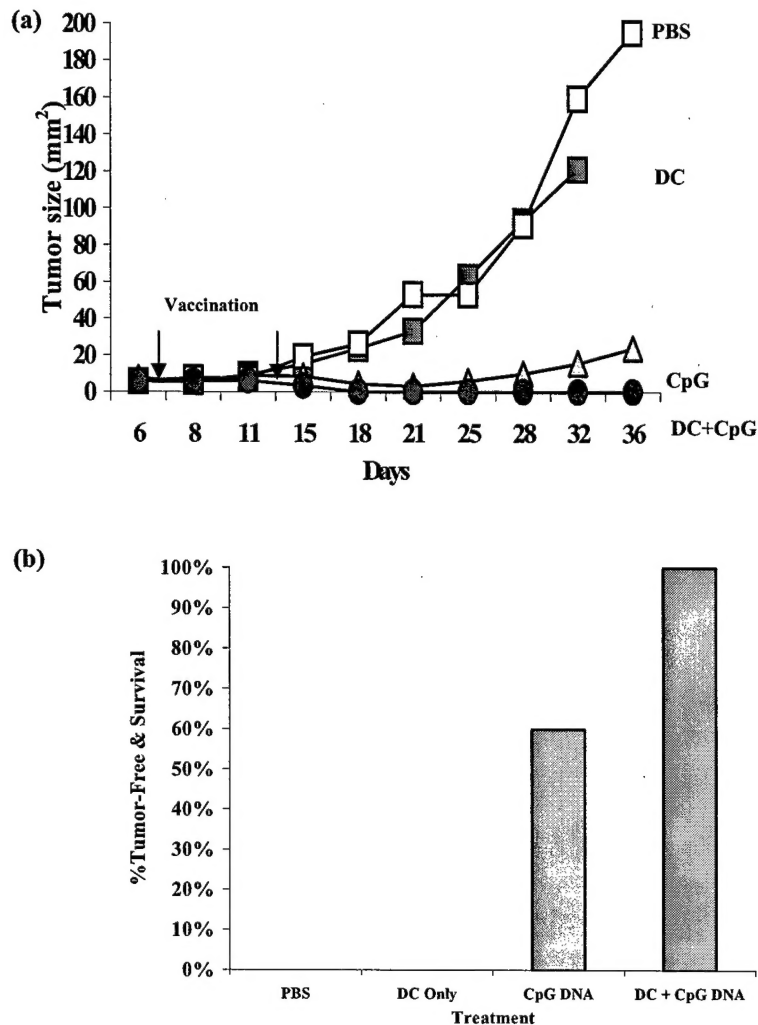 (a)
200
180
160
140
120
100
80
60
40
20
0
Tumor size (mm²)
Vaccination
PBS
DC
CpG
DC+CpG
6 8 11 15 18 21 25 28 32 36
Days
(b)
100%
90%
80%
70%
60%
50%
40%
30%
20%
10%
0%
%Tumor-Free & Survival
PBS DC Only CpG DNA DC + CpG DNA
Treatment